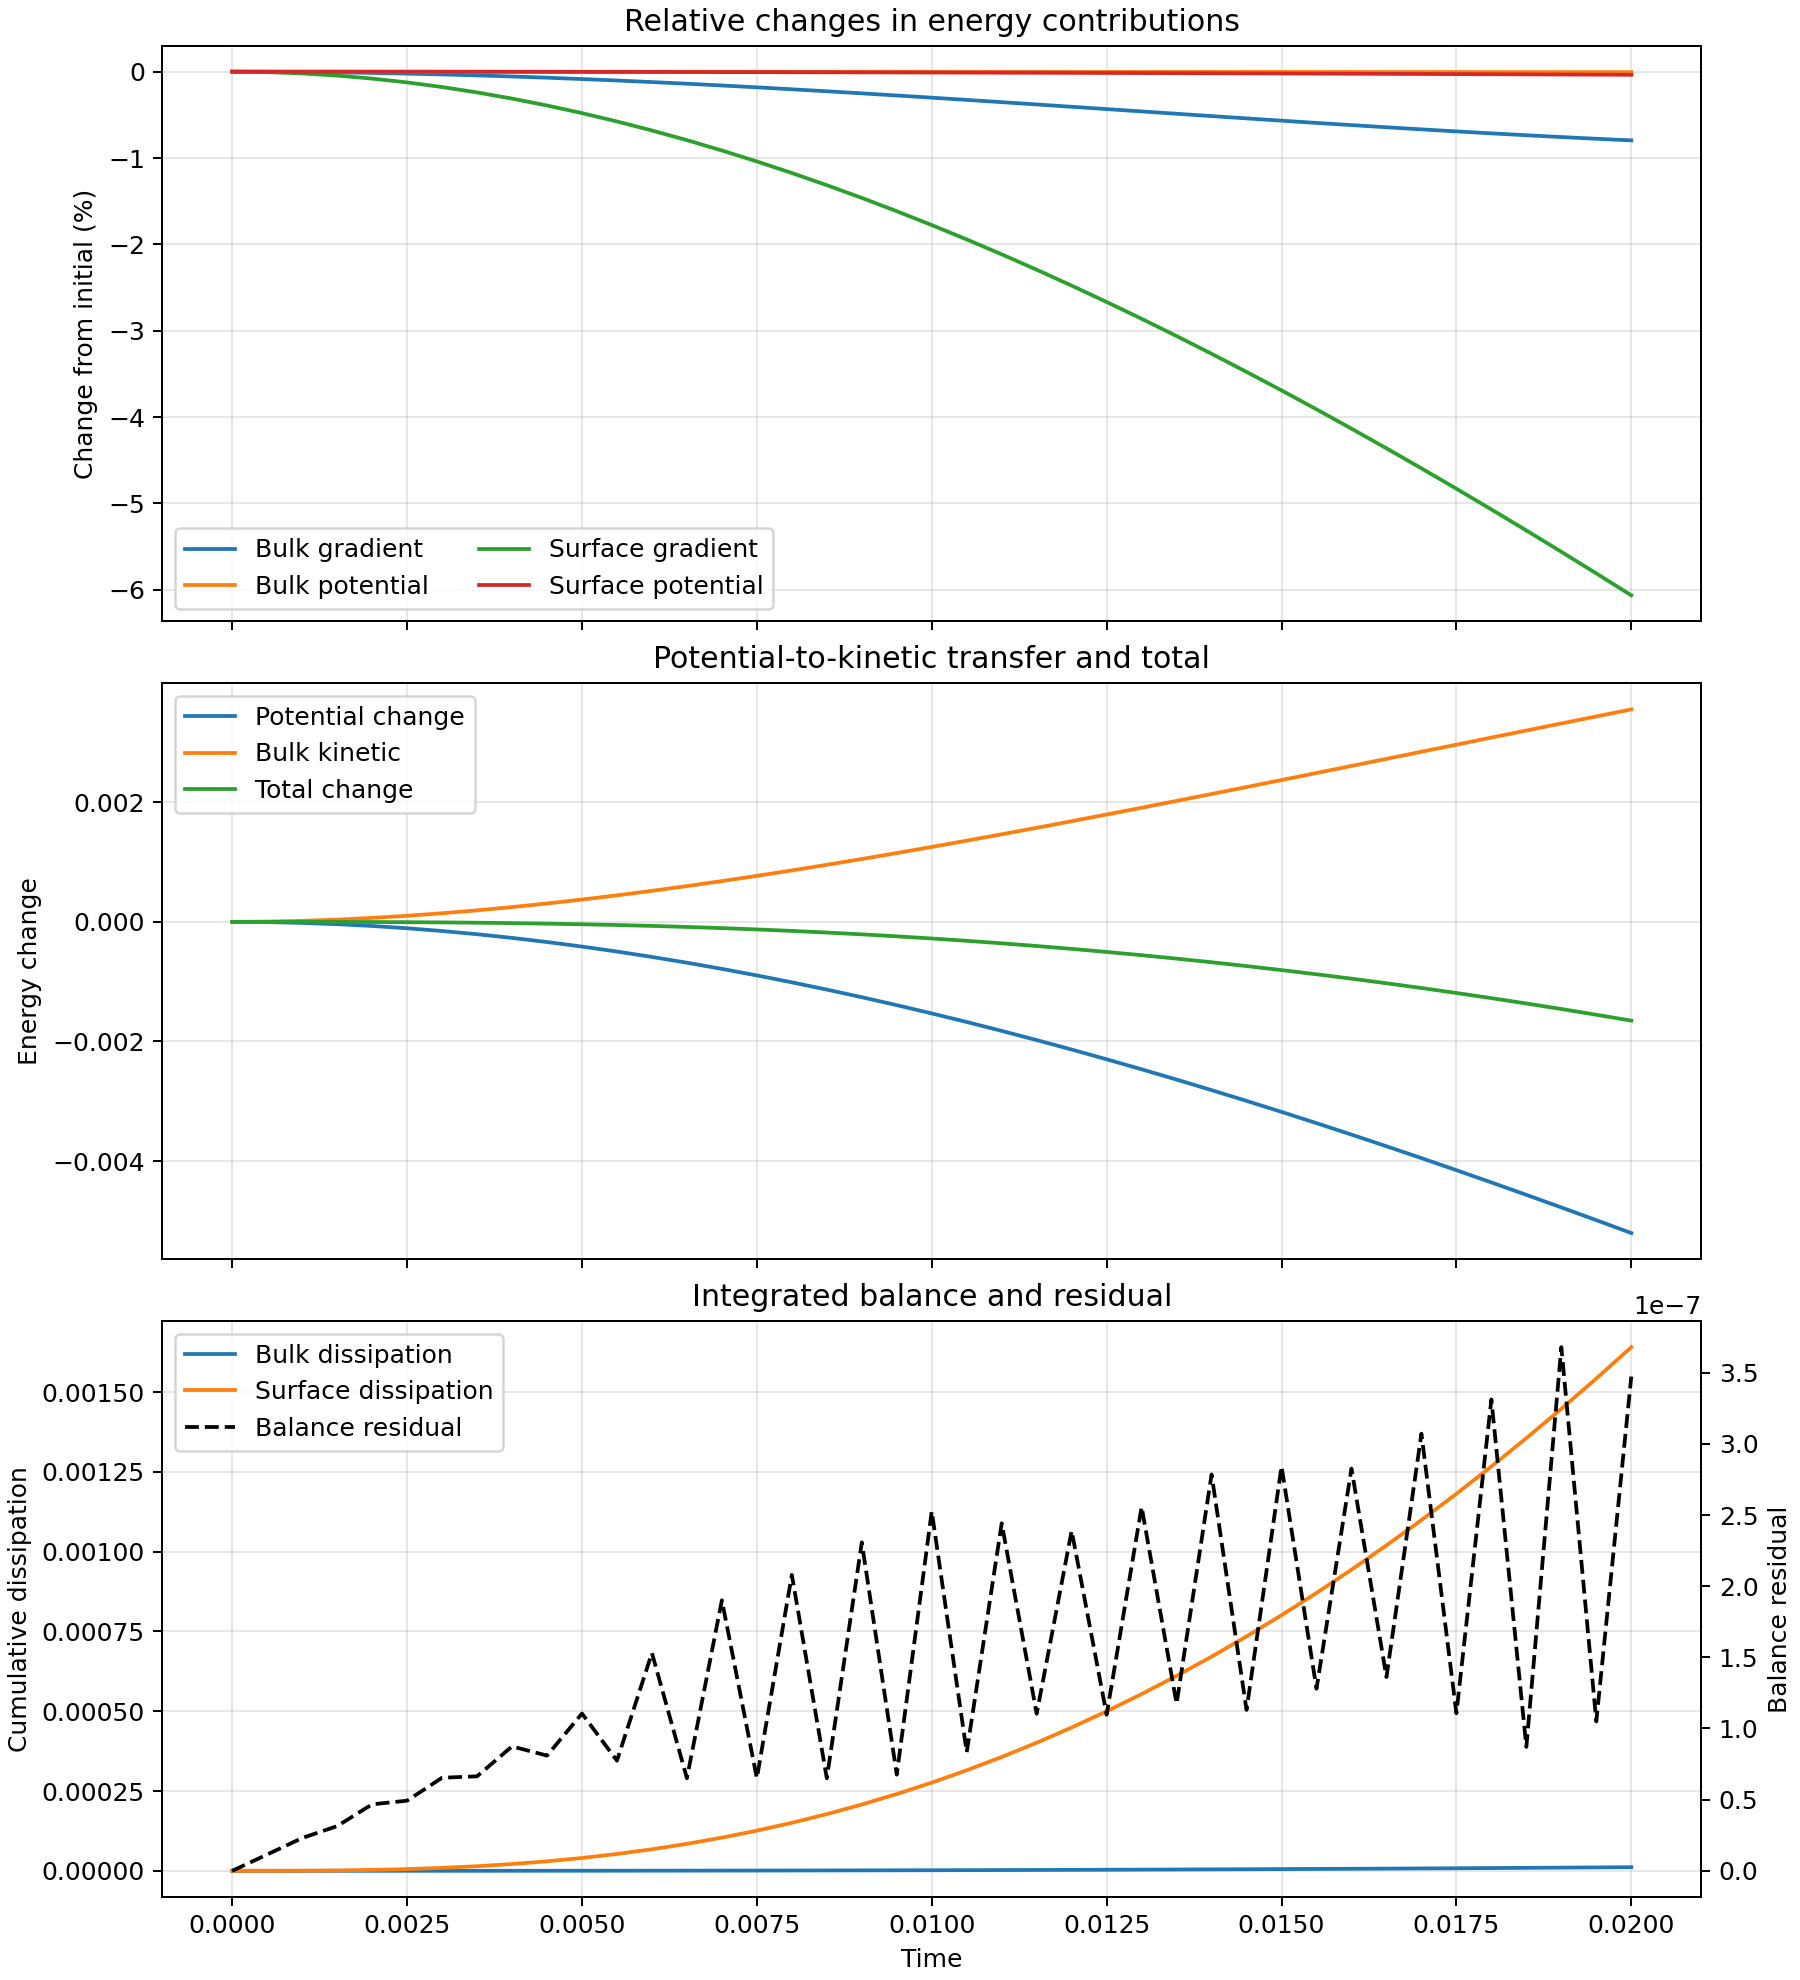 Relative changes in energy contributions
Change from initial (%)
0
−1
−2
−3
−4
−5
−6
Bulk gradient
Bulk potential
Surface gradient
Surface potential
Potential-to-kinetic transfer and total
Energy change
0.002
0.000
−0.002
−0.004
Potential change
Bulk kinetic
Total change
Integrated balance and residual
1e−7
Cumulative dissipation
0.00150
0.00125
0.00100
0.00075
0.00050
0.00025
0.00000
Bulk dissipation
Surface dissipation
Balance residual
3.5
3.0
2.5
2.0
1.5
1.0
0.5
0.0
Balance residual
0.0000 0.0025 0.0050 0.0075 0.0100 0.0125 0.0150 0.0175 0.0200
Time